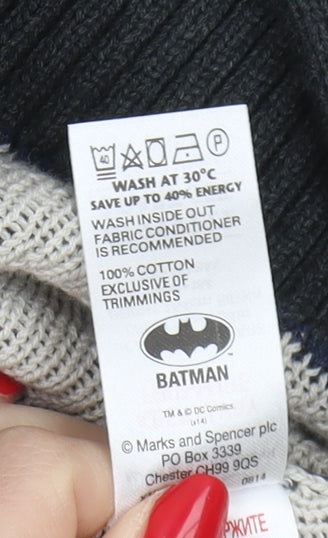 40 P
WASH AT 30°C
SAVE UP TO 40% ENERGY
WASH INSIDE OUT
FABRIC CONDITIONER
IS RECOMMENDED
100% COTTON
EXCLUSIVE OF
TRIMMINGS
BATMAN
TM & © DC Comics.
(s14)
© Marks and Spencer plc
PO Box 3339
Chester CH99 9QS
0814